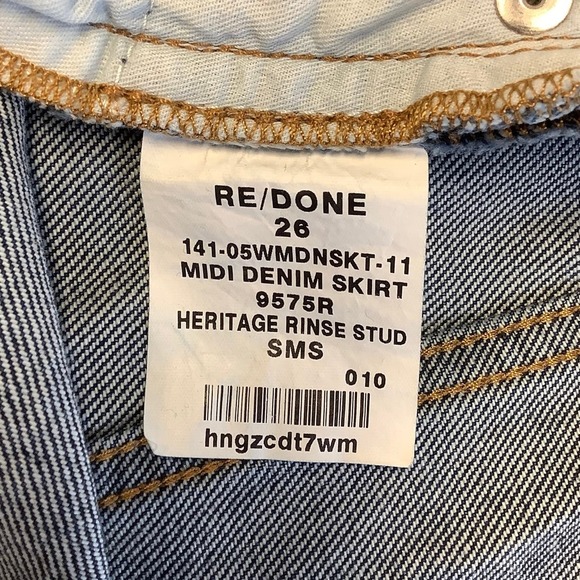 RE/DONE
26
141-05WMDNSKT-11
MIDI DENIM SKIRT
9575R
HERITAGE RINSE STUD
SMS
010
hngzcdt7wm